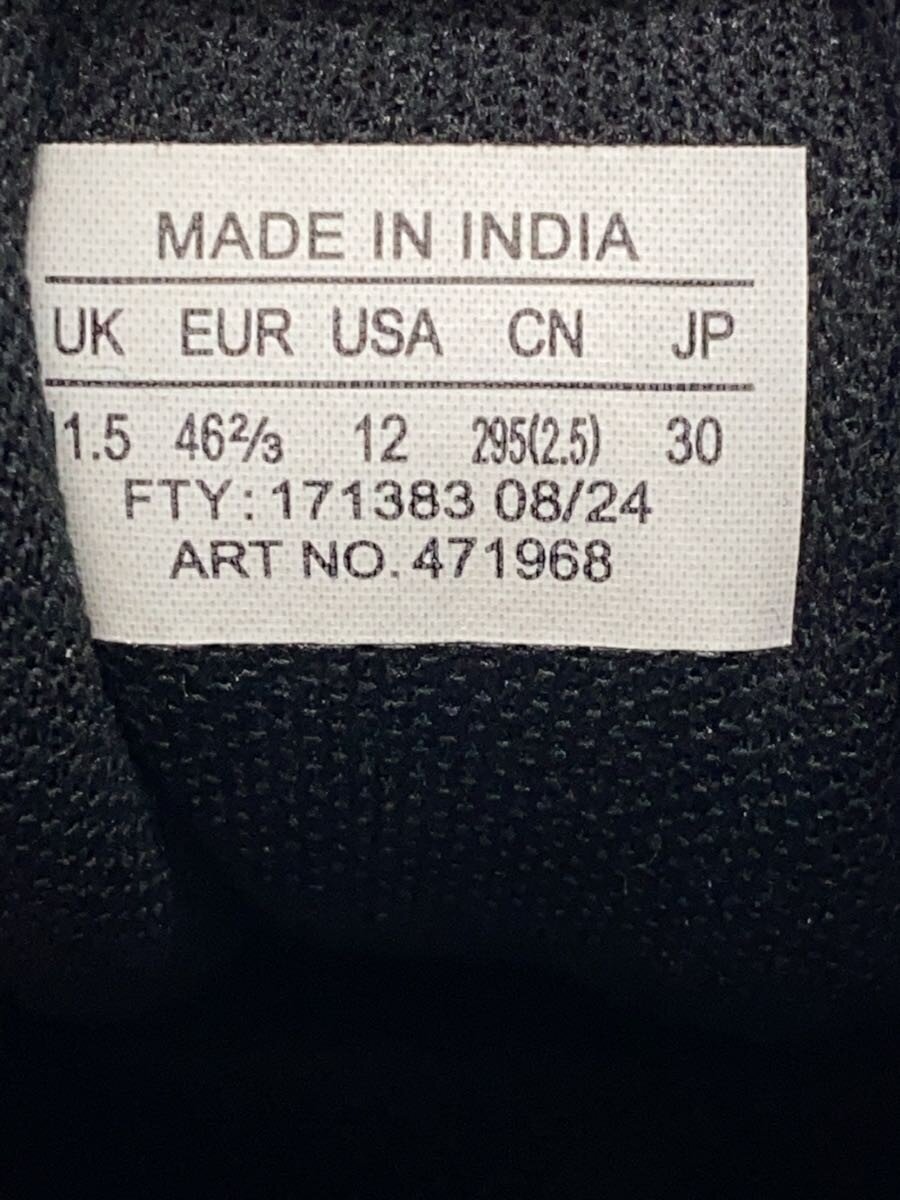 MADE IN INDIA
UK EUR USA CN JP
1.5 46⅔ 12 295(2.5) 30
FTY: 171383 08/24
ART NO. 471968